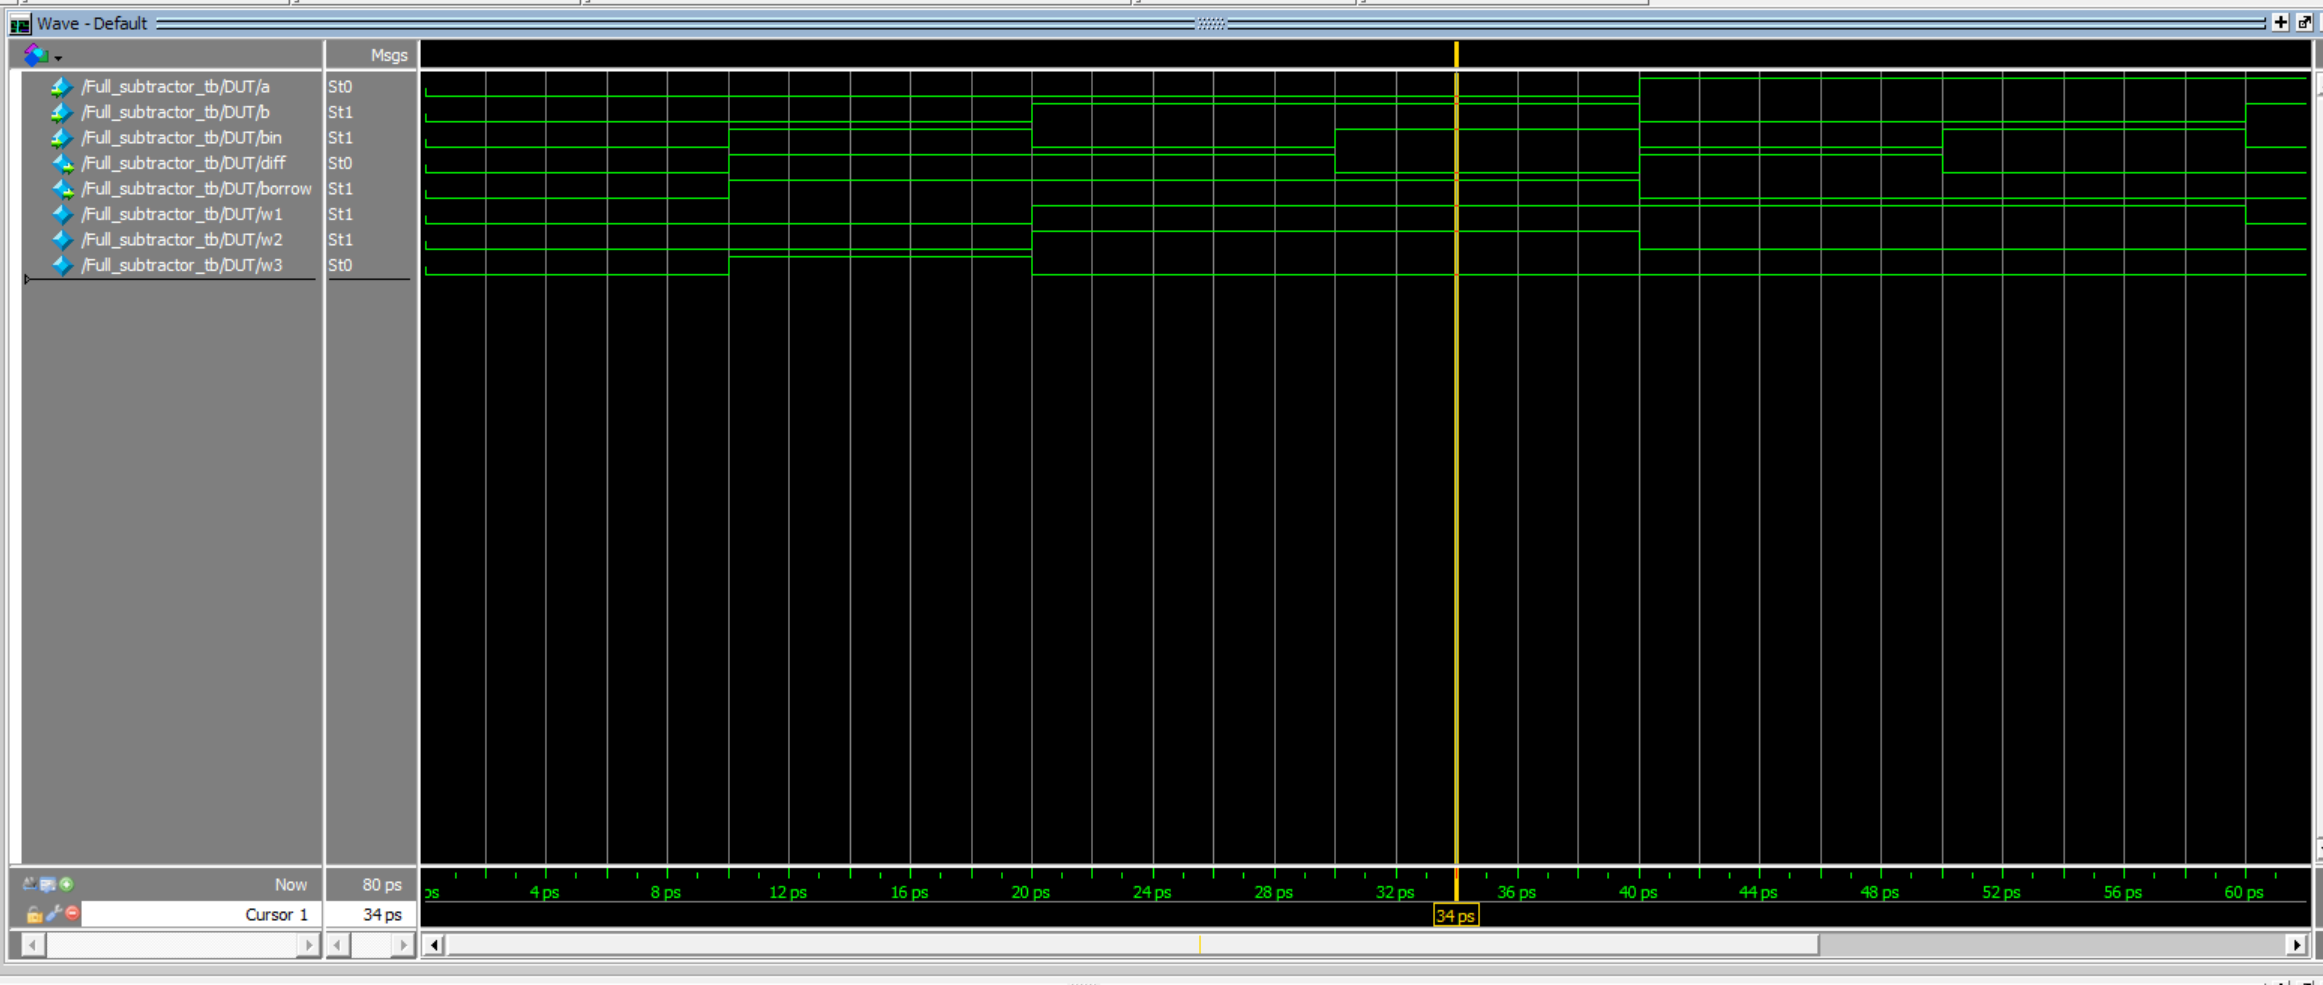 Wave - Default
Msgs
/Full_subtractor_tb/DUT/a St0
/Full_subtractor_tb/DUT/b St1
/Full_subtractor_tb/DUT/bin St1
/Full_subtractor_tb/DUT/diff St0
/Full_subtractor_tb/DUT/borrow St1
/Full_subtractor_tb/DUT/w1 St1
/Full_subtractor_tb/DUT/w2 St1
/Full_subtractor_tb/DUT/w3 St0
Now 80 ps 4 ps 8 ps 12 ps 16 ps 20 ps 24 ps 28 ps 32 ps 36 ps 40 ps 44 ps 48 ps 52 ps 56 ps 60 ps
Cursor 1 34 ps 34 ps